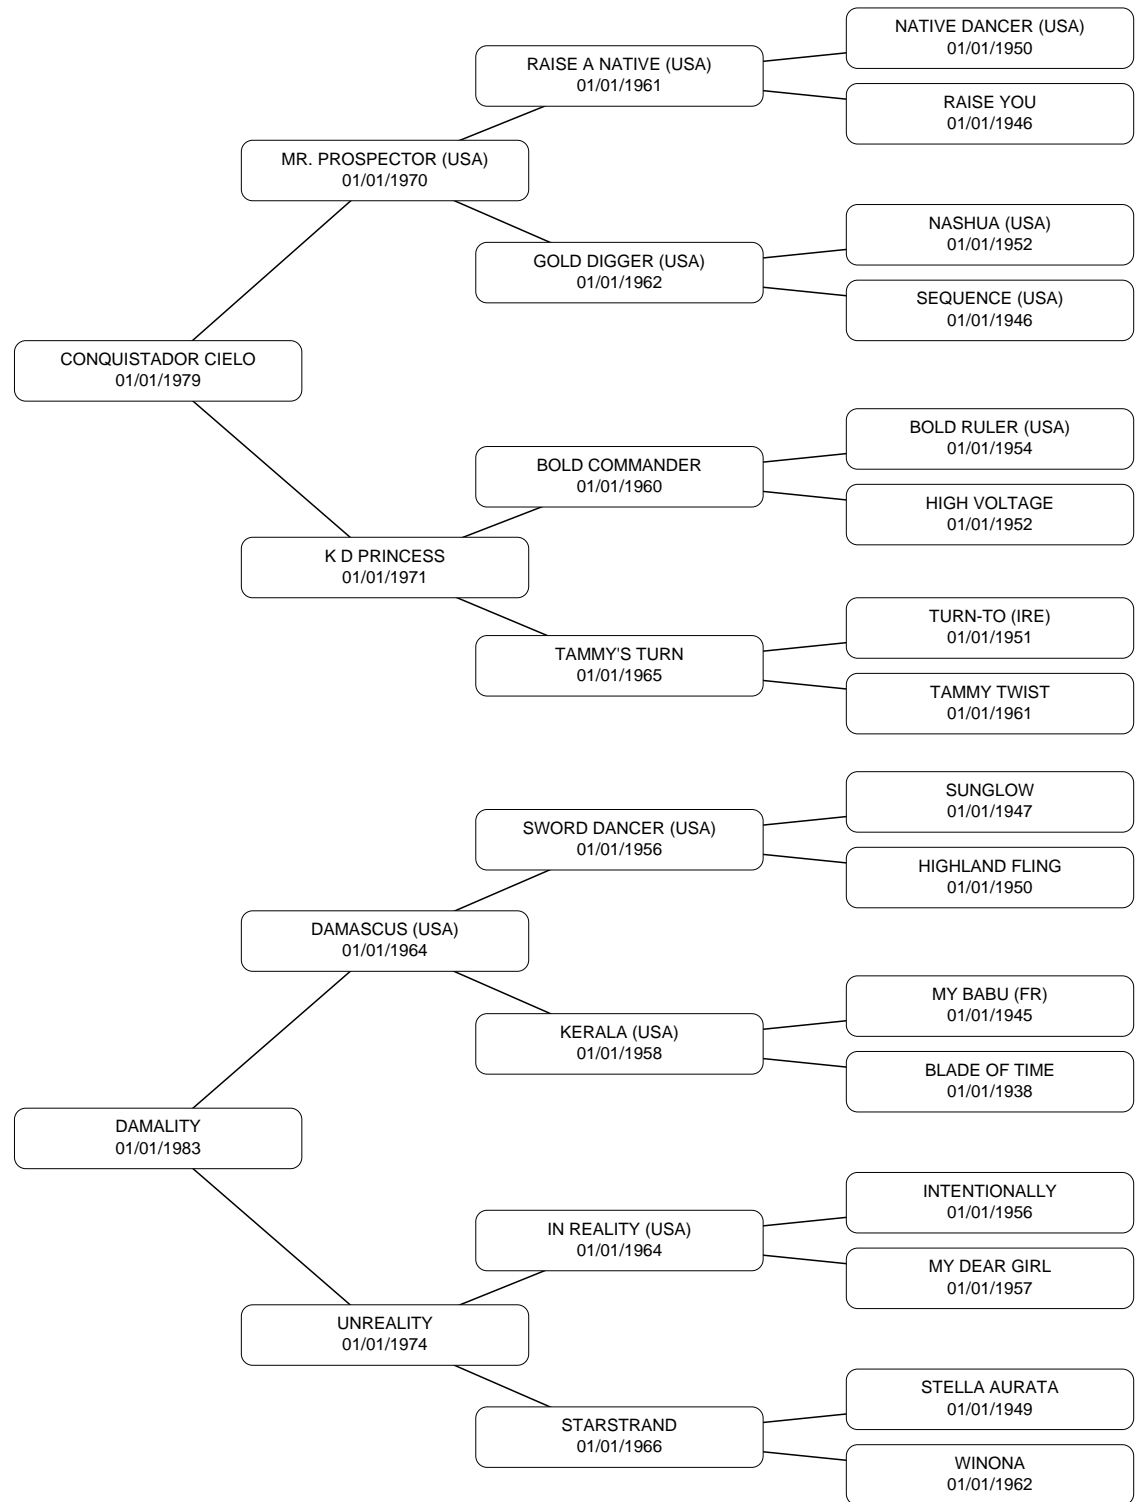 NATIVE DANCER (USA)
01/01/1950
RAISE A NATIVE (USA)
01/01/1961
RAISE YOU
01/01/1946
MR. PROSPECTOR (USA)
01/01/1970
NASHUA (USA)
01/01/1952
GOLD DIGGER (USA)
01/01/1962
SEQUENCE (USA)
01/01/1946
CONQUISTADOR CIELO
01/01/1979
BOLD RULER (USA)
01/01/1954
BOLD COMMANDER
01/01/1960
HIGH VOLTAGE
01/01/1952
K D PRINCESS
01/01/1971
TURN-TO (IRE)
01/01/1951
TAMMY'S TURN
01/01/1965
TAMMY TWIST
01/01/1961
SUNGLOW
01/01/1947
SWORD DANCER (USA)
01/01/1956
HIGHLAND FLING
01/01/1950
DAMASCUS (USA)
01/01/1964
MY BABU (FR)
01/01/1945
KERALA (USA)
01/01/1958
BLADE OF TIME
01/01/1938
DAMALITY
01/01/1983
INTENTIONALLY
01/01/1956
IN REALITY (USA)
01/01/1964
MY DEAR GIRL
01/01/1957
UNREALITY
01/01/1974
STELLA AURATA
01/01/1949
STARSTRAND
01/01/1966
WINONA
01/01/1962